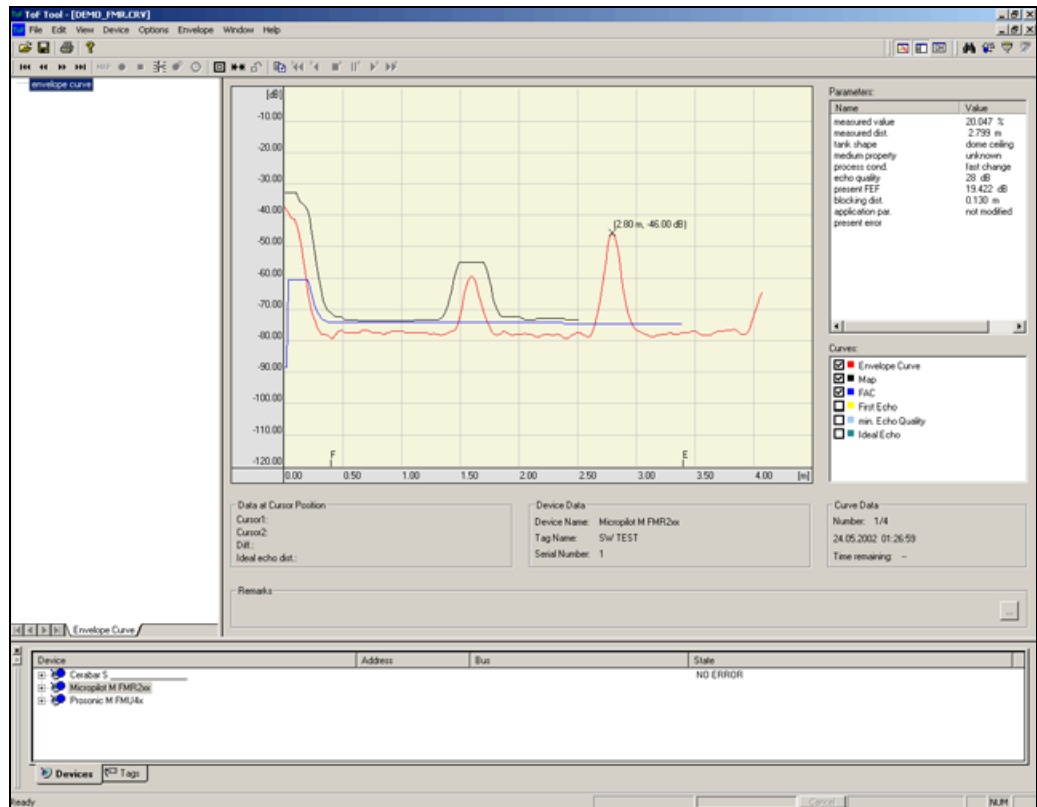 ToF Tool - [DEMO_FMR.CRV]
File Edit View Device Options Envelope Window Help
MAP
envelope curve
[dB]
-10.00
-20.00
-30.00
-40.00
-50.00
-60.00
-70.00
-80.00
-90.00
-100.00
-110.00
-120.00
(2.80 m, -46.00 dB)
F
E
0.00 0.50 1.00 1.50 2.00 2.50 3.00 3.50 4.00 [m]
Parameters:
Name Value
measured value 20.047 %
measured dist. 2.799 m
tank shape dome ceiling
medium property unknown
process cond. fast change
echo quality 28 dB
present FEF 19.422 dB
blocking dist. 0.130 m
application par. not modified
present error
Curves:
Envelope Curve
Map
FAC
First Echo
min. Echo Quality
Ideal Echo
Data at Cursor Position
Cursor1:
Cursor2:
Diff.:
Ideal echo dist.:
Device Data
Device Name: Micropilot M FMR2xx
Tag Name: SW TEST
Serial Number: 1
Curve Data
Number: 1/4
24.05.2002 01:26:59
Time remaining: --
Remarks
...
Envelope Curve
Device Address Bus State
Cerabar S NO ERROR
Micropilot M FMR2xx
Prosonic M FMU4x
Devices Tags
Ready Cancel NUM